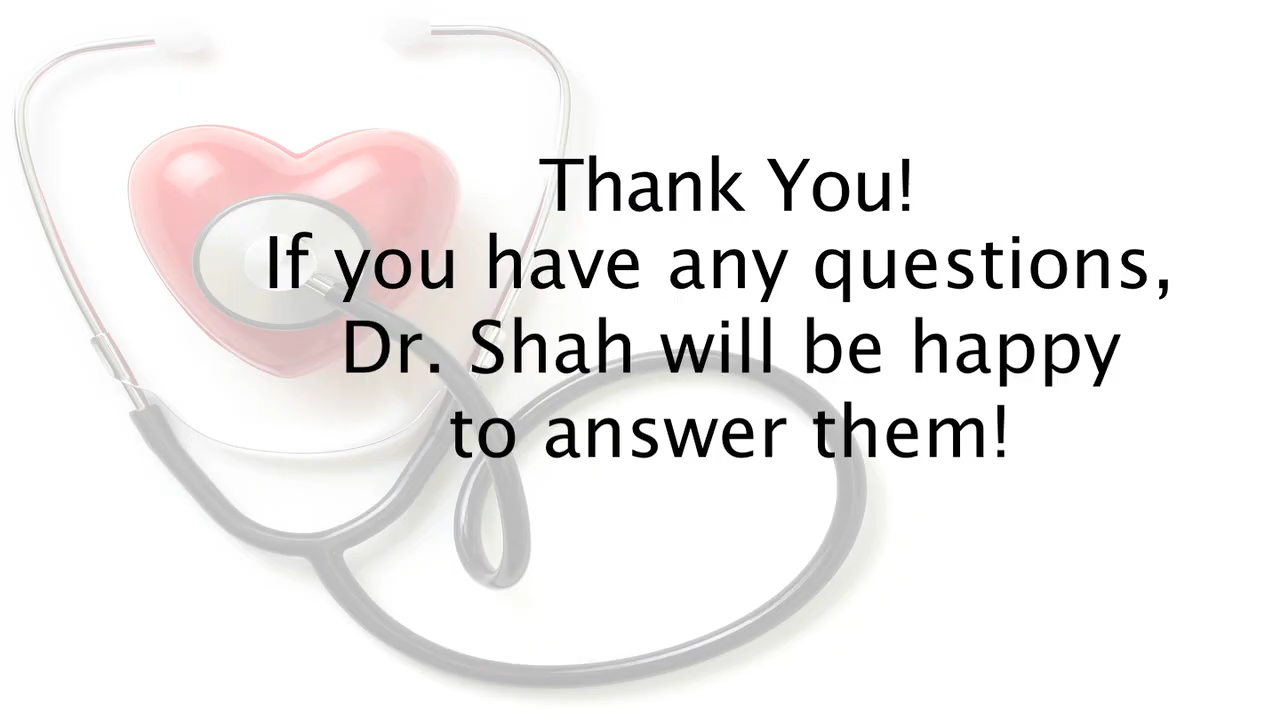 Thank You!
If you have any questions,
Dr. Shah will be happy
to answer them!